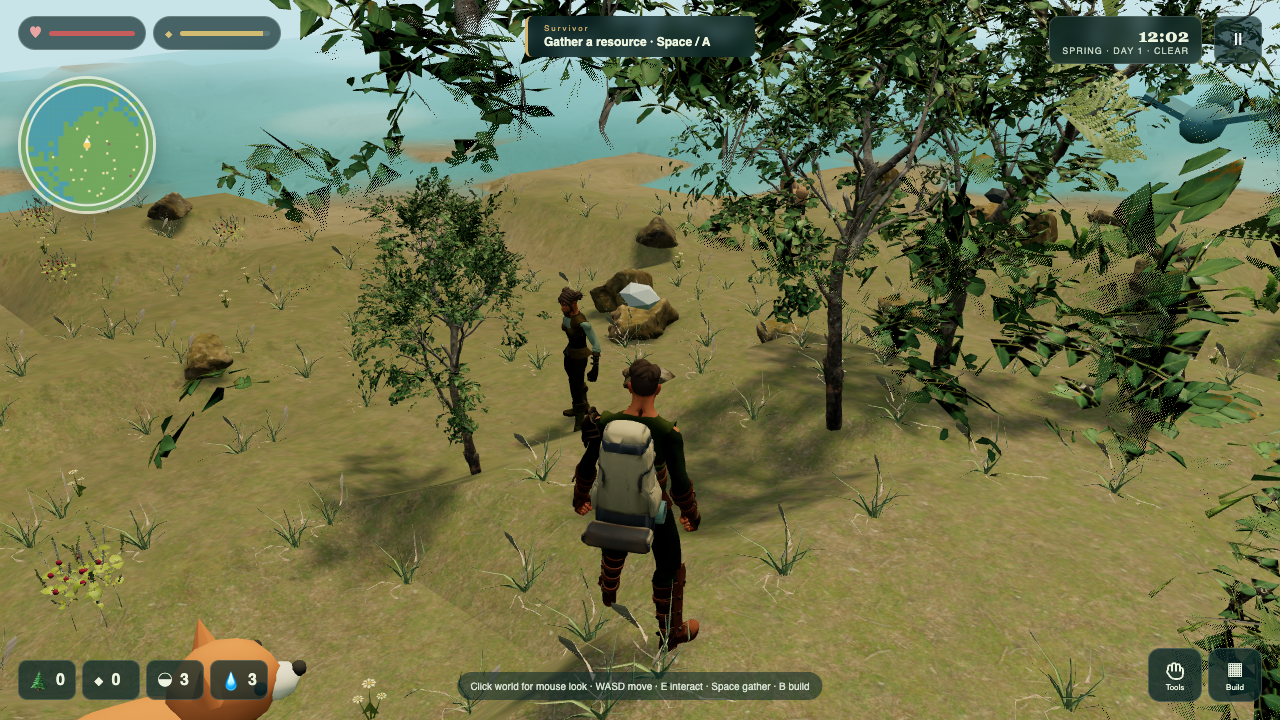 Survivor
Gather a resource · Space / A
12:02
SPRING · DAY 1 · CLEAR
0
0
3
3
Click world for mouse look · WASD move · E interact · Space gather · B build
Tools
Build